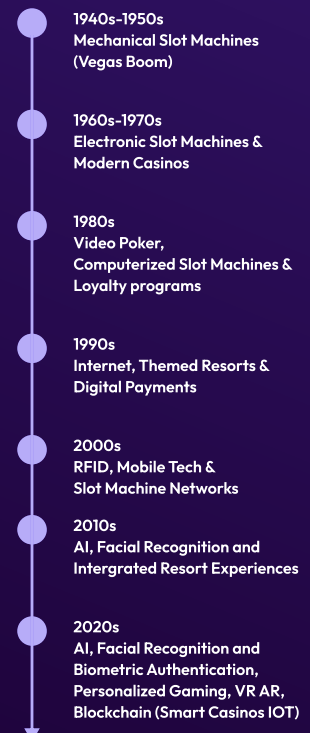 1940s-1950s
Mechanical Slot Machines
(Vegas Boom)
1960s-1970s
Electronic Slot Machines &
Modern Casinos
1980s
Video Poker,
Computerized Slot Machines &
Loyalty programs
1990s
Internet, Themed Resorts &
Digital Payments
2000s
RFID, Mobile Tech &
Slot Machine Networks
2010s
AI, Facial Recognition and
Intergrated Resort Experiences
2020s
AI, Facial Recognition and
Biometric Authentication,
Personalized Gaming, VR AR,
Blockchain (Smart Casinos IOT)